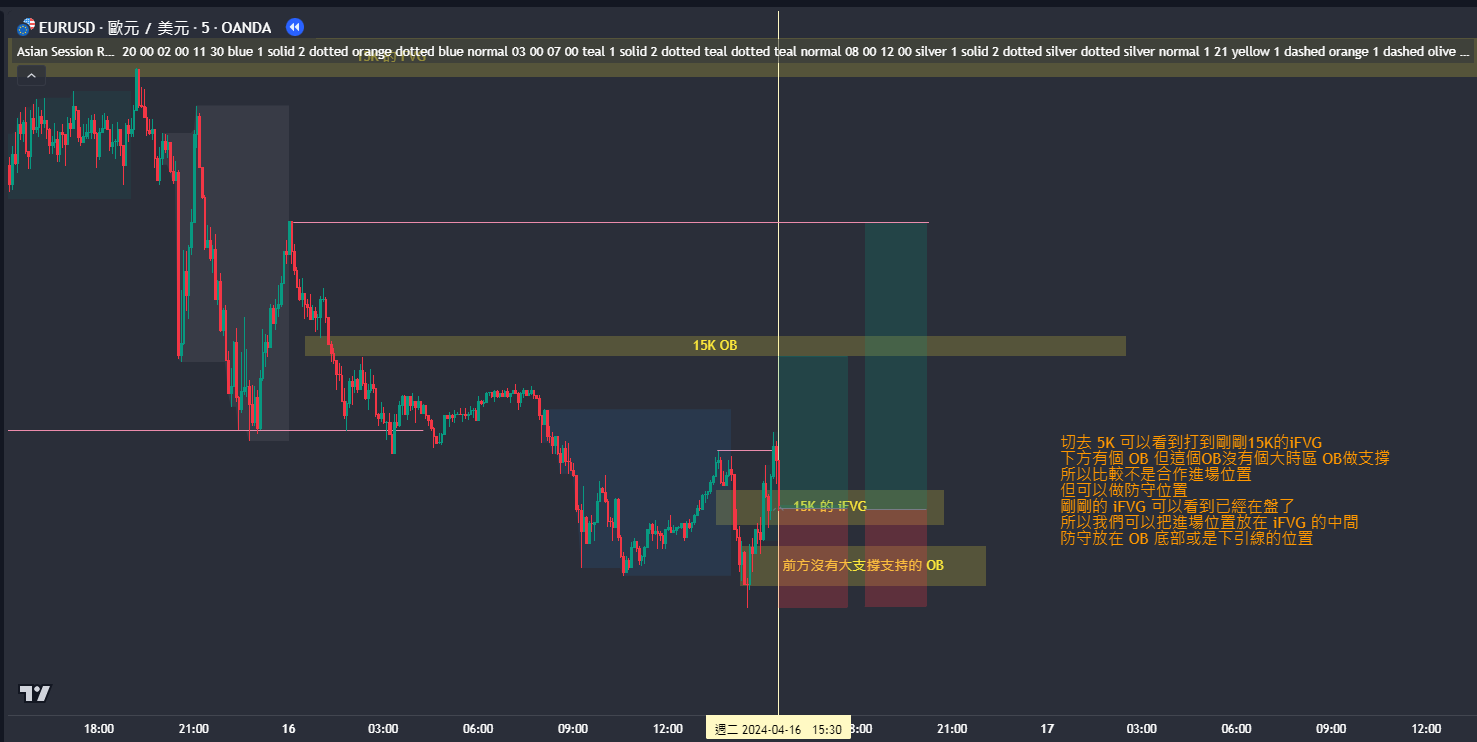 EURUSD · 歐元 / 美元 · 5 · OANDA
Asian Session R... 20 00 02 00 11 30 blue 1 solid 2 dotted orange dotted blue normal 03 00 07 00 teal 1 solid 2 dotted teal dotted teal normal 08 00 12 00 silver 1 solid 2 dotted silver dotted silver normal 1 21 yellow 1 dashed orange 1 dashed olive ...
15K 的 FVG
15K OB
切去 5K 可以看到打到剛剛15K的iFVG
下方有個 OB 但這個OB沒有個大時區 OB做支撐
所以比較不是合作進場位置
但可以做防守位置
剛剛的 iFVG 可以看到已經在盤了
所以我們可以把進場位置放在 iFVG 的中間
防守放在 OB 底部或是下引線的位置
15K 的 iFVG
前方沒有大支撐支持的 OB
18:00 21:00 16 03:00 06:00 09:00 12:00 週二 2024-04-16 15:30 8:00 21:00 17 03:00 06:00 09:00 12:00